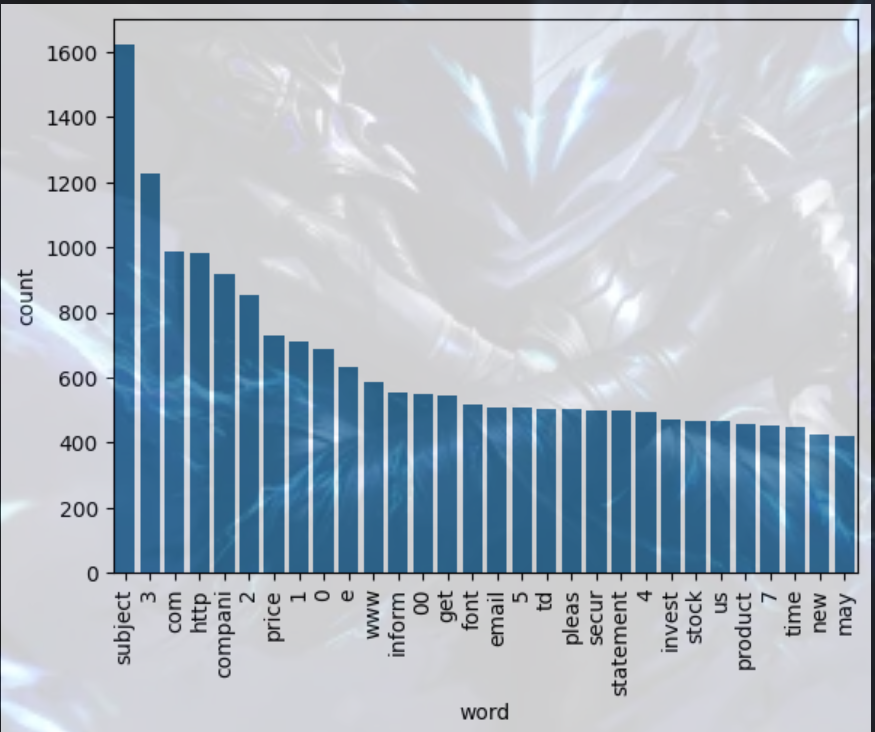 1600
1400
1200
1000
800
600
400
200
0
count
subject
3
com
http
compani
2
price
1
0
e
www
inform
00
get
font
email
5
td
pleas
secur
statement
4
invest
stock
us
product
7
time
new
may
word